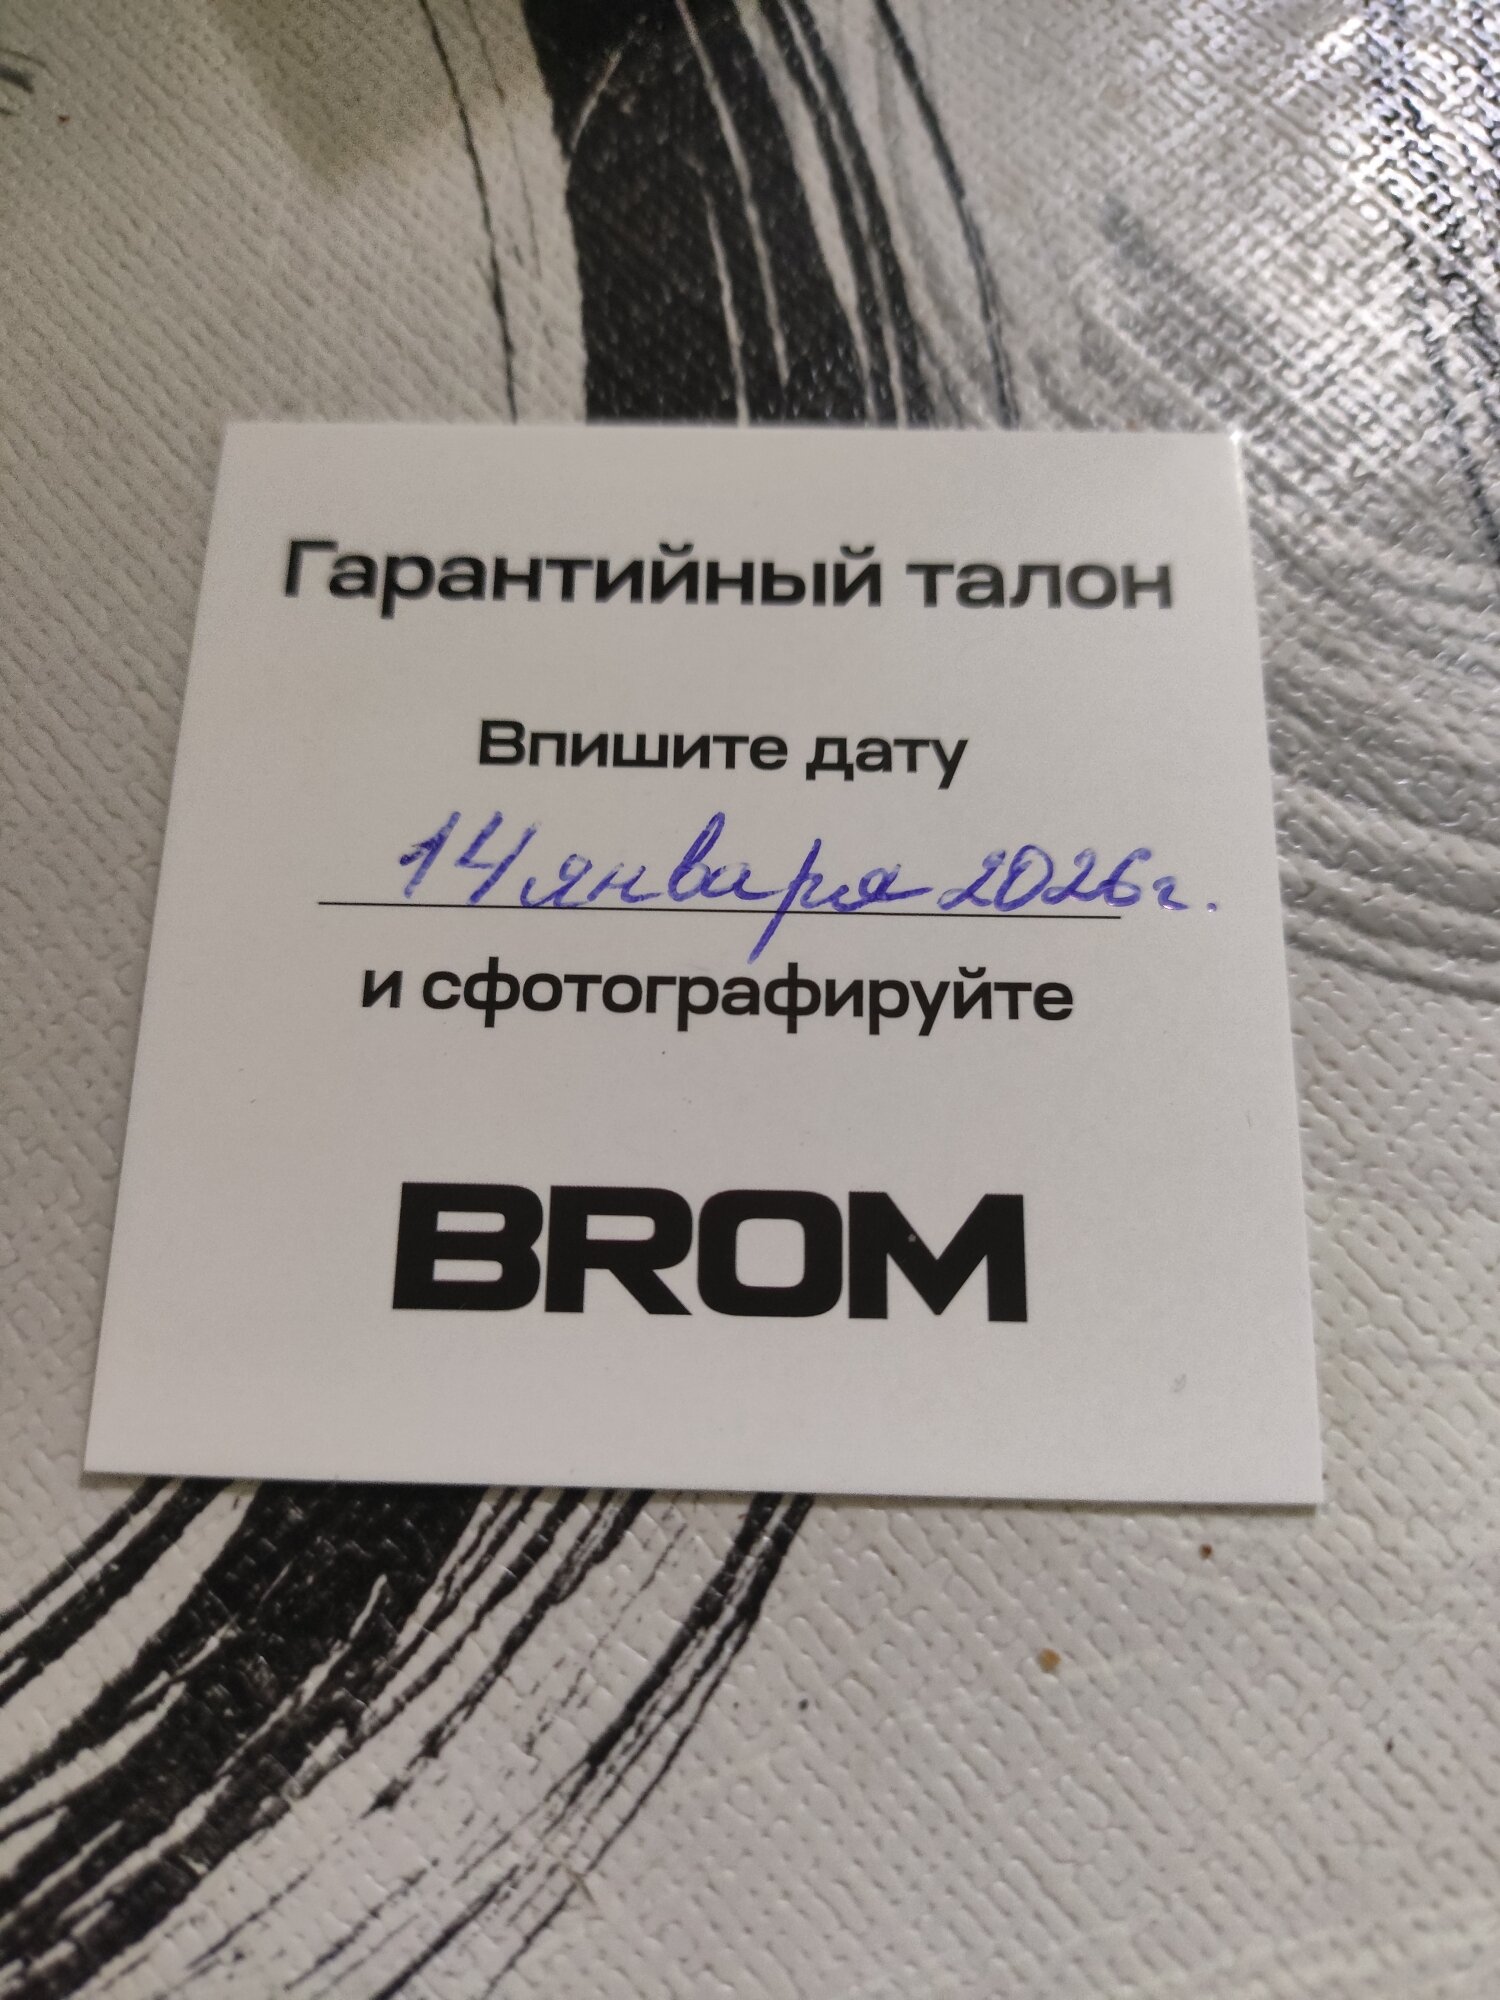 Гарантийный талон
Впишите дату
14 января 2026г.
и сфотографируйте
BROM